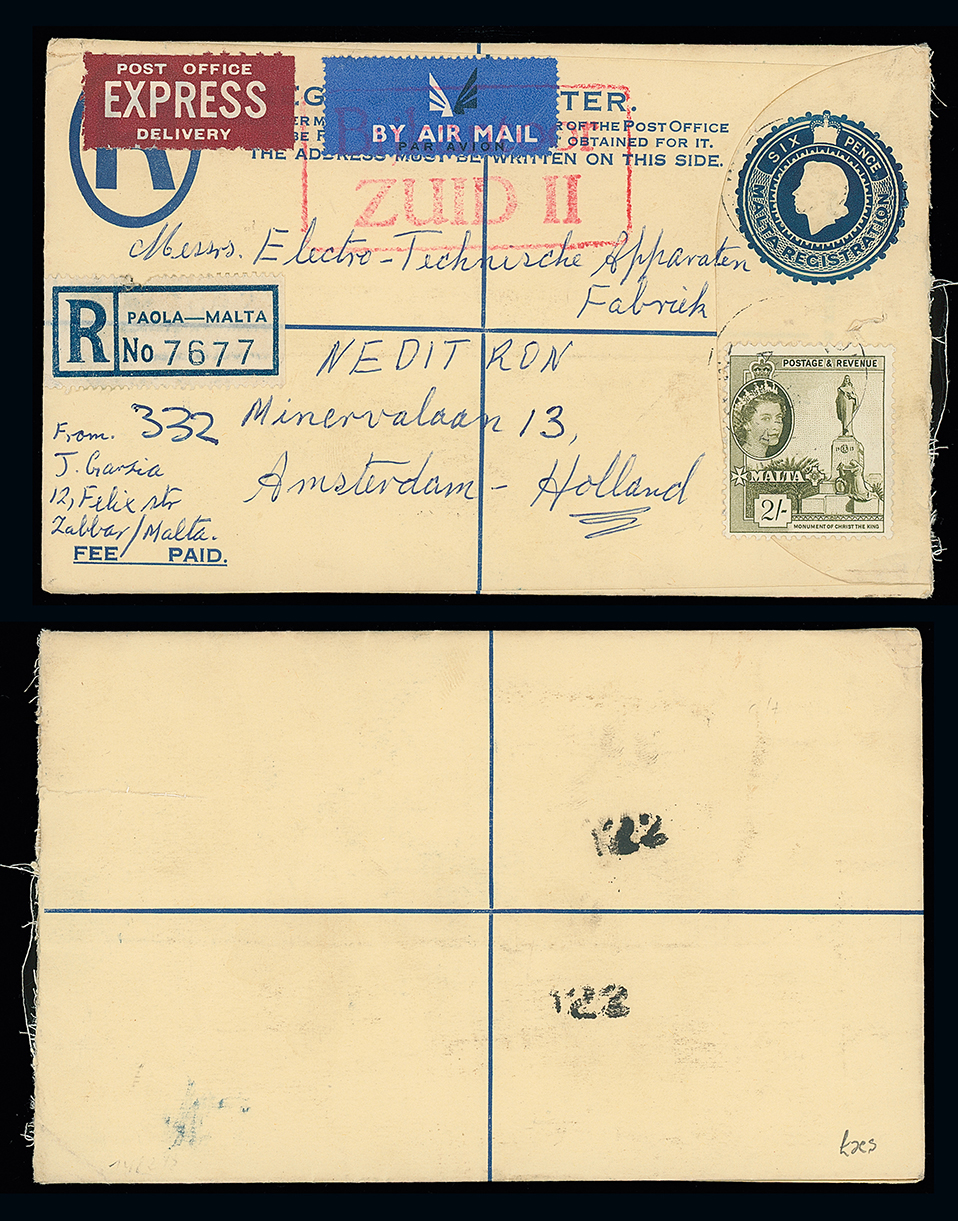 POST OFFICE
EXPRESS
DELIVERY
BY AIR MAIL
PAR AVION
TER.
OF THE POST OFFICE
OBTAINED FOR IT.
THE ADDRESS MUST BE WRITTEN ON THIS SIDE.
R
ZUID II
SIX PENCE
MALTA REGISTRATION
Messrs. Electro-Technische Apparaten
Fabriek
R
PAOLA—MALTA
No 7677
NEDITRON
332
Minervalaan 13,
Amsterdam - Holland
From.
J. Garsia
12, Felix str
Zabbar/Malta.
FEE PAID.
POSTAGE & REVENUE
MALTA
2/-
MONUMENT OF CHRIST THE KING
122
122